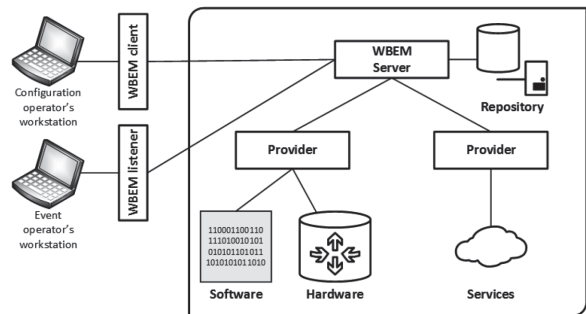 WBEM client
WBEM
Server
Configuration
operator's
workstation
Repository
WBEM listener
Provider
Provider
Event
operator's
workstation
110001100110
111010010101
010101101011
1010101011010
Software
Hardware
Services